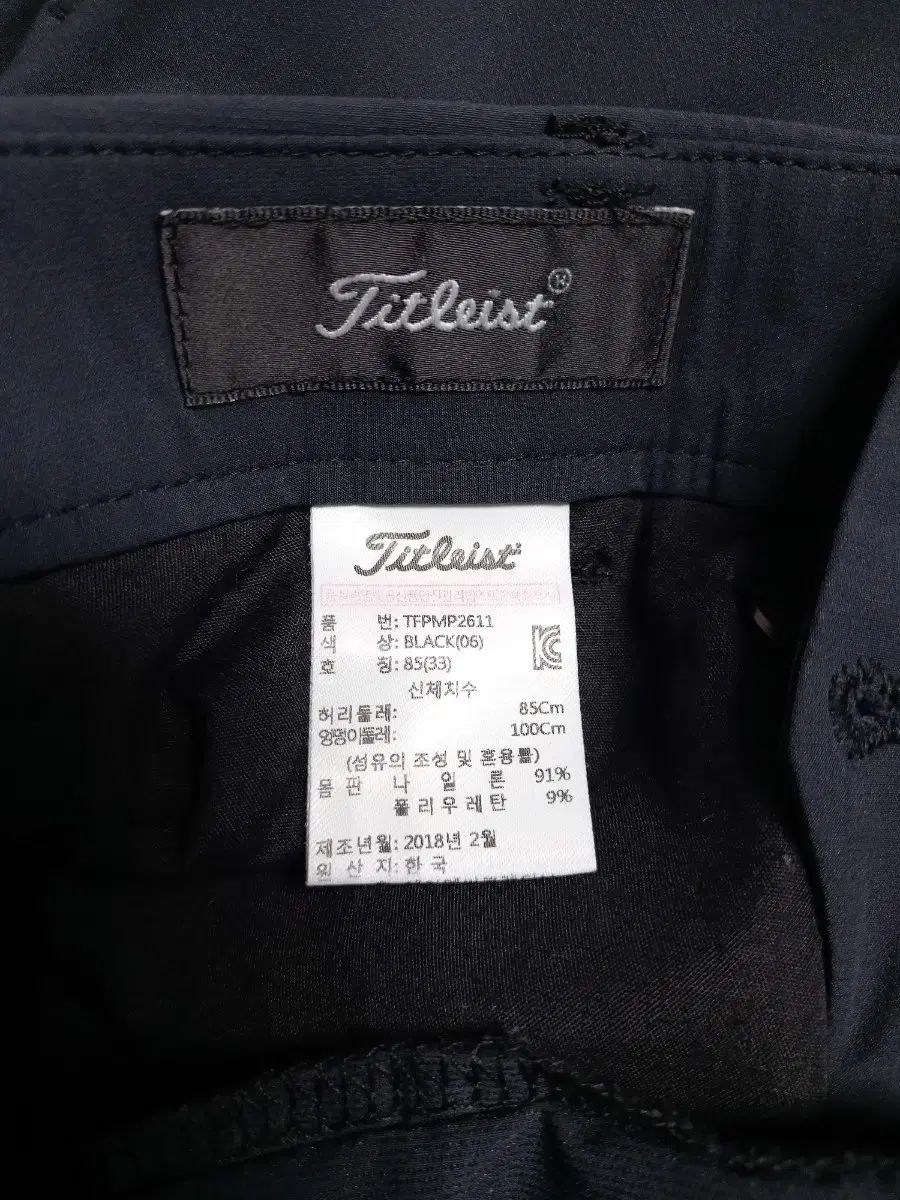 Titleist®
Titleist
품 번: TFPMP2611
색 상: BLACK(06)
호 칭: 85(33)
신체치수
허리둘레: 85Cm
엉덩이둘레: 100Cm
(섬유의 조성 및 혼용률)
몸 판 나 일 론 91%
폴 리 우 레 탄 9%
제조년월: 2018년 2월
원 산 지: 한 국